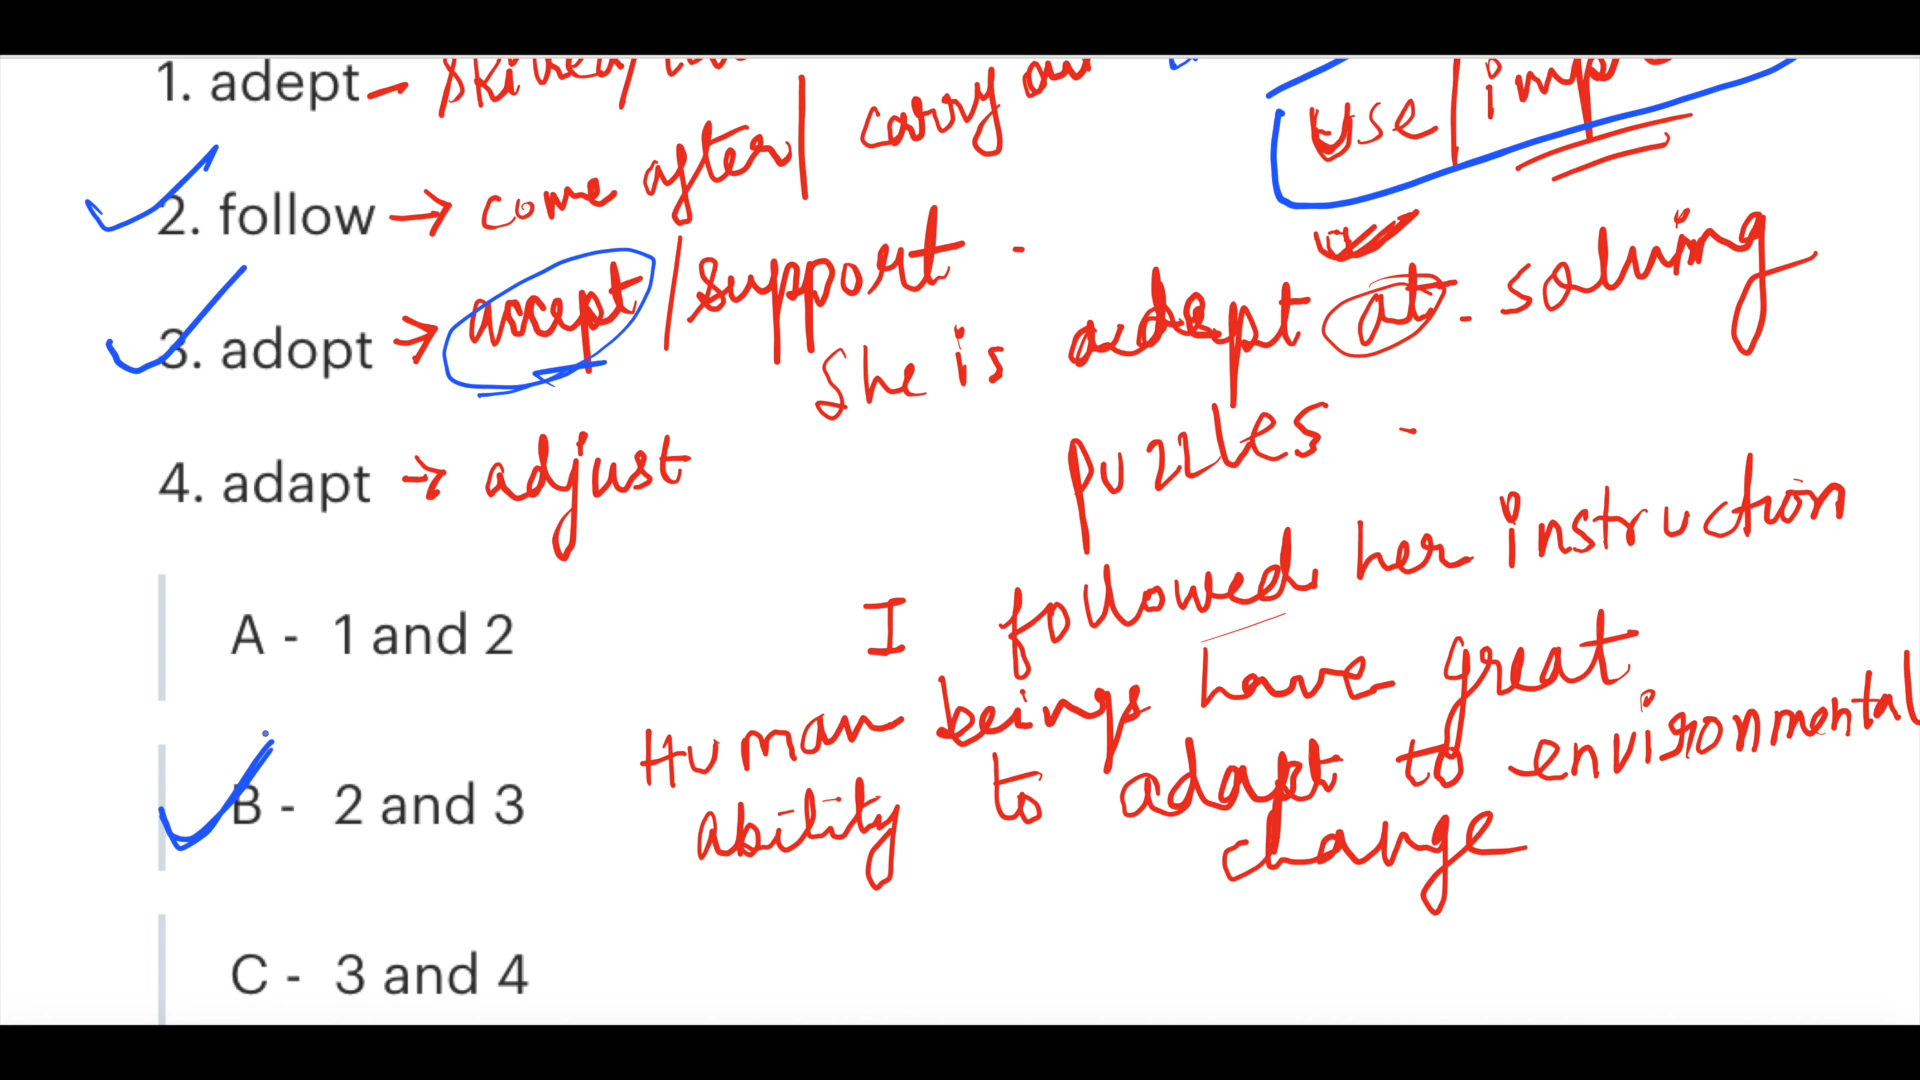 1. adept - skilled/
2. follow → come after/ carry out
use/
3. adopt → accept/support.
She is adept at solving
puzzles.
4. adapt → adjust
I followed her instruction
A - 1 and 2
Human beings have great
ability to adapt to environmental
change
B - 2 and 3
C - 3 and 4